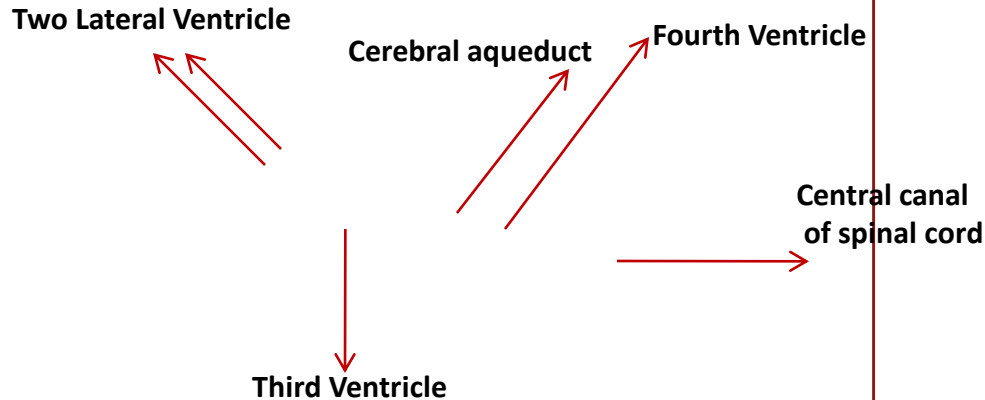 Two Lateral Ventricle
Cerebral aqueduct
Fourth Ventricle
Central canal
of spinal cord
Third Ventricle